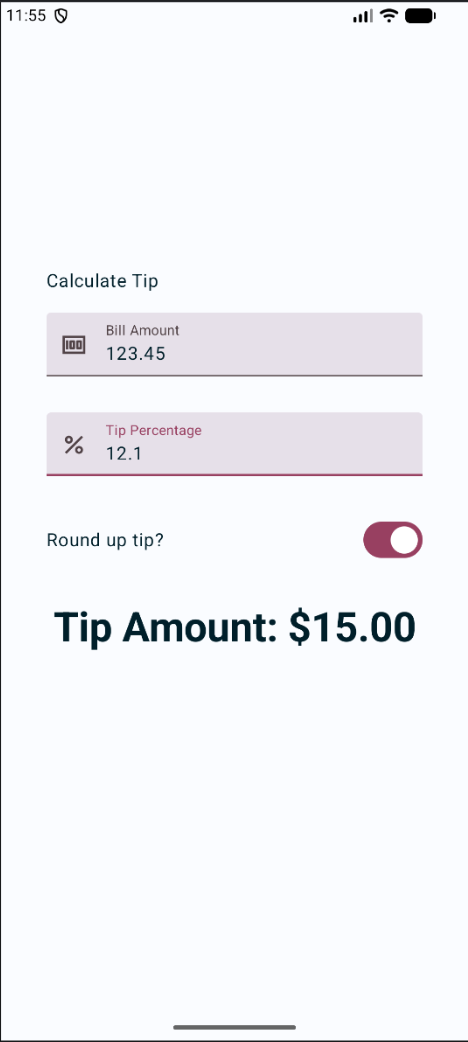 11:55
Calculate Tip
Bill Amount
123.45
Tip Percentage
12.1
Round up tip?
Tip Amount: $15.00